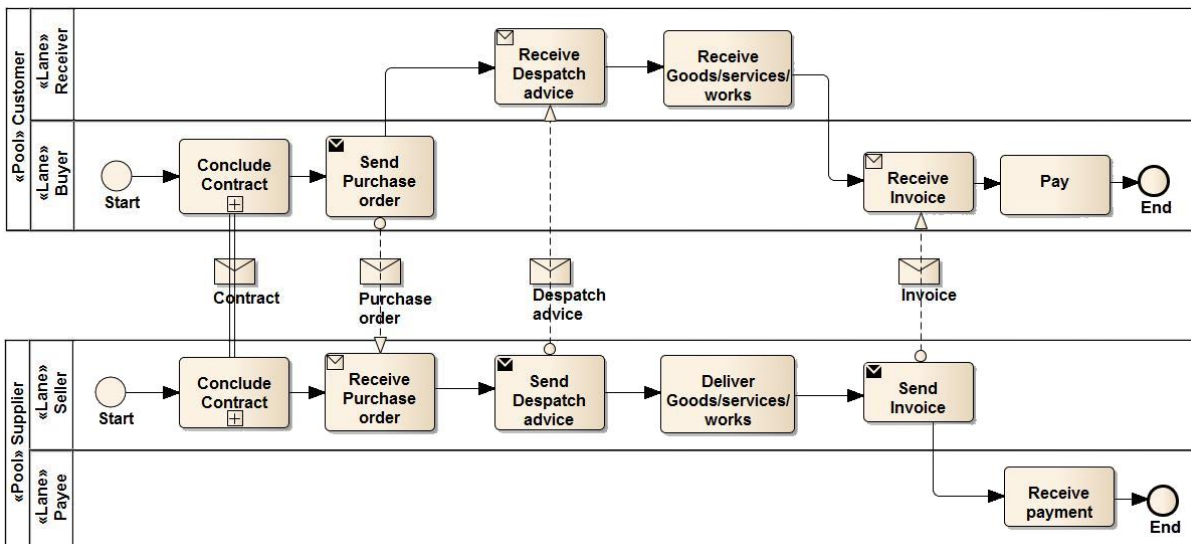 «Pool» Customer
«Lane»
Receiver
Receive
Despatch
advice
Receive
Goods/services/
works
«Lane»
Buyer
Start
Conclude
Contract
Send
Purchase
order
Receive
Invoice
Pay
End
Contract
Purchase
order
Despatch
advice
Invoice
«Pool» Supplier
«Lane»
Seller
Start
Conclude
Contract
Receive
Purchase
order
Send
Despatch
advice
Deliver
Goods/services/
works
Send
Invoice
«Lane»
Payee
Receive
payment
End